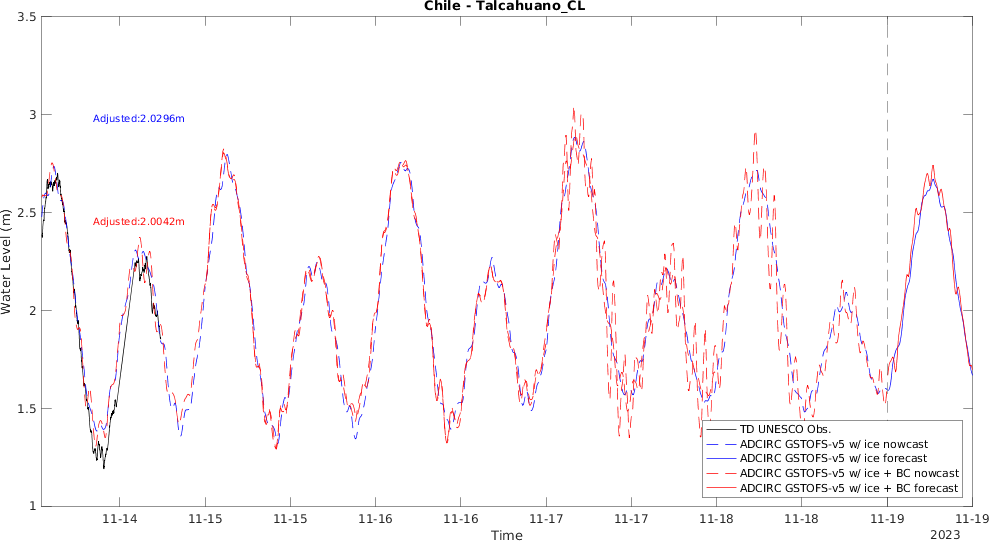 Chile - Talcahuano_CL
3.5
3
2.5
2
1.5
1
Water Level (m)
Adjusted:2.0296m
Adjusted:2.0042m
TD UNESCO Obs.
ADCIRC GSTOFS-v5 w/ ice nowcast
ADCIRC GSTOFS-v5 w/ ice forecast
ADCIRC GSTOFS-v5 w/ ice + BC nowcast
ADCIRC GSTOFS-v5 w/ ice + BC forecast
11-14 11-15 11-15 11-16 11-16 11-17 11-17 11-18 11-18 11-19 11-19
Time
2023